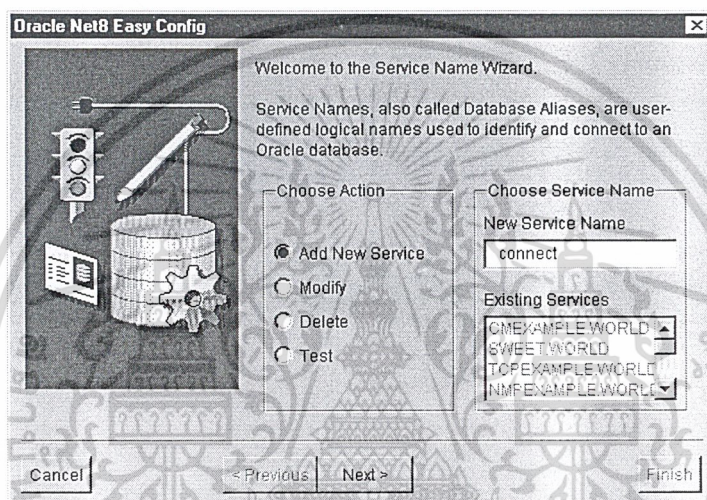 Oracle Net8 Easy Config
Welcome to the Service Name Wizard.
Service Names, also called Database Aliases, are user-
defined logical names used to identify and connect to an
Oracle database.
Choose Action
Add New Service
Modify
Delete
Test
Choose Service Name
New Service Name
connect
Existing Services
CMEXAMPLE.WORLD
SWEET.WORLD
TCPEXAMPLE.WORLD
NMPEXAMPLE.WORLD
Cancel
< Previous
Next >
Finish